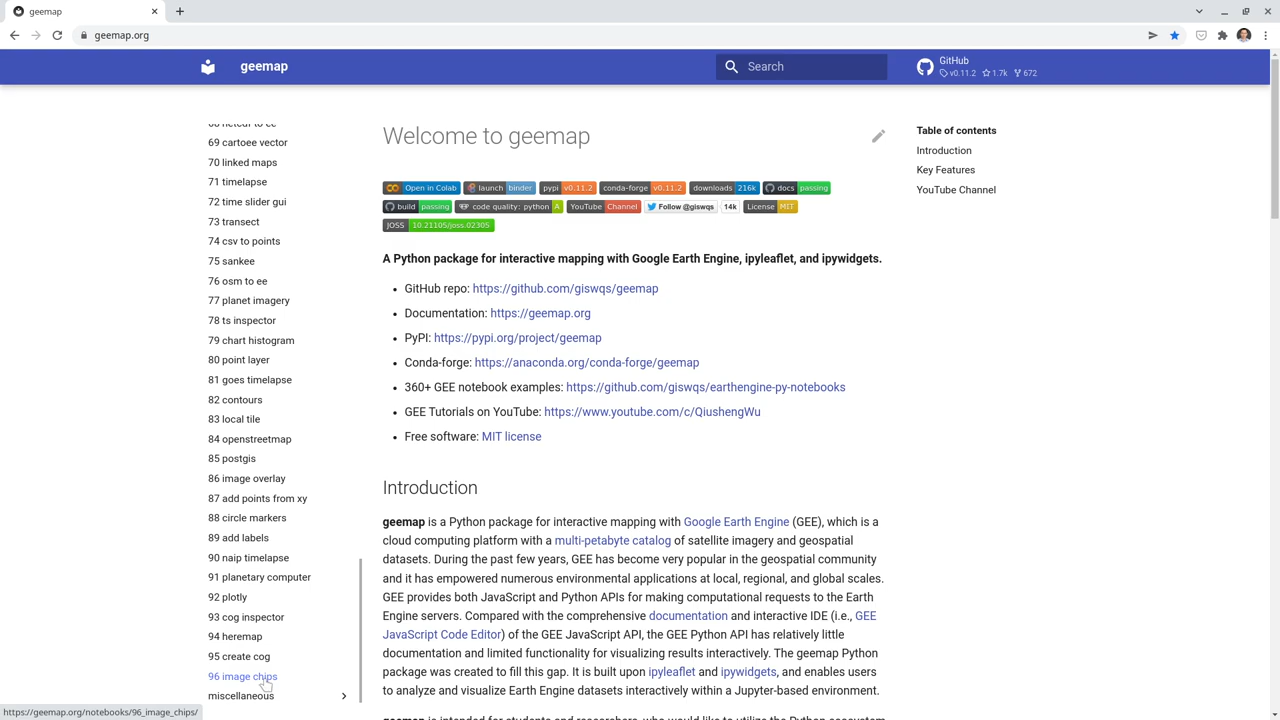 geemap
geemap.org
geemap
Search
GitHub
v0.11.2 1.7k 672
68 netcdf to ee
69 cartoee vector
70 linked maps
71 timelapse
72 time slider gui
73 transect
74 csv to points
75 sankee
76 osm to ee
77 planet imagery
78 ts inspector
79 chart histogram
80 point layer
81 goes timelapse
82 contours
83 local tile
84 openstreetmap
85 postgis
86 image overlay
87 add points from xy
88 circle markers
89 add labels
90 naip timelapse
91 planetary computer
92 plotly
93 cog inspector
94 heremap
95 create cog
96 image chips
miscellaneous
https://geemap.org/notebooks/96_image_chips/
Welcome to geemap
Open in Colab launch binder pypi v0.11.2 conda-forge v0.11.2 downloads 216k docs passing
build passing code quality: python A YouTube Channel Follow @giswqs 14k License MIT
JOSS 10.21105/joss.02305
A Python package for interactive mapping with Google Earth Engine, ipyleaflet, and ipywidgets.
• GitHub repo: https://github.com/giswqs/geemap
• Documentation: https://geemap.org
• PyPI: https://pypi.org/project/geemap
• Conda-forge: https://anaconda.org/conda-forge/geemap
• 360+ GEE notebook examples: https://github.com/giswqs/earthengine-py-notebooks
• GEE Tutorials on YouTube: https://www.youtube.com/c/QiushengWu
• Free software: MIT license
Introduction
geemap is a Python package for interactive mapping with Google Earth Engine (GEE), which is a
cloud computing platform with a multi-petabyte catalog of satellite imagery and geospatial
datasets. During the past few years, GEE has become very popular in the geospatial community
and it has empowered numerous environmental applications at local, regional, and global scales.
GEE provides both JavaScript and Python APIs for making computational requests to the Earth
Engine servers. Compared with the comprehensive documentation and interactive IDE (i.e., GEE
JavaScript Code Editor) of the GEE JavaScript API, the GEE Python API has relatively little
documentation and limited functionality for visualizing results interactively. The geemap Python
package was created to fill this gap. It is built upon ipyleaflet and ipywidgets, and enables users
to analyze and visualize Earth Engine datasets interactively within a Jupyter-based environment.
geemap is intended for students and researchers, who would like to utilize the Python ecosystem
Table of contents
Introduction
Key Features
YouTube Channel